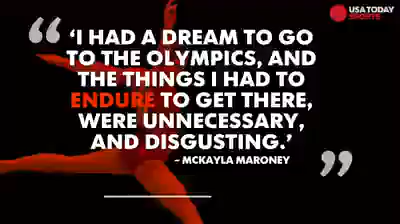 USA TODAY
SPORTS
“
‘I HAD A DREAM TO GO
TO THE OLYMPICS, AND
THE THINGS I HAD TO
ENDURE TO GET THERE,
WERE UNNECESSARY,
AND DISGUSTING.’
– MCKAYLA MARONEY
”